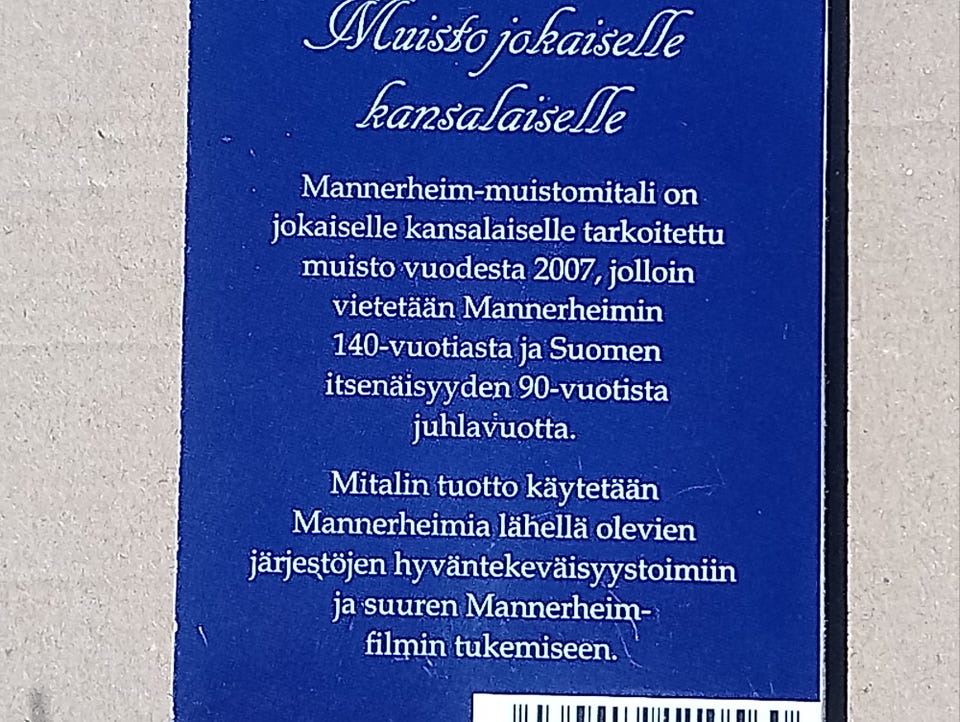 Muisto jokaiselle
kansalaiselle
Mannerheim-muistomitali on
jokaiselle kansalaiselle tarkoitettu
muisto vuodesta 2007, jolloin
vietetään Mannerheimin
140-vuotiasta ja Suomen
itsenäisyyden 90-vuotista
juhlavuotta.
Mitalin tuotto käytetään
Mannerheimia lähellä olevien
järjestöjen hyväntekeväisyystoimiin
ja suuren Mannerheim-
filmin tukemiseen.